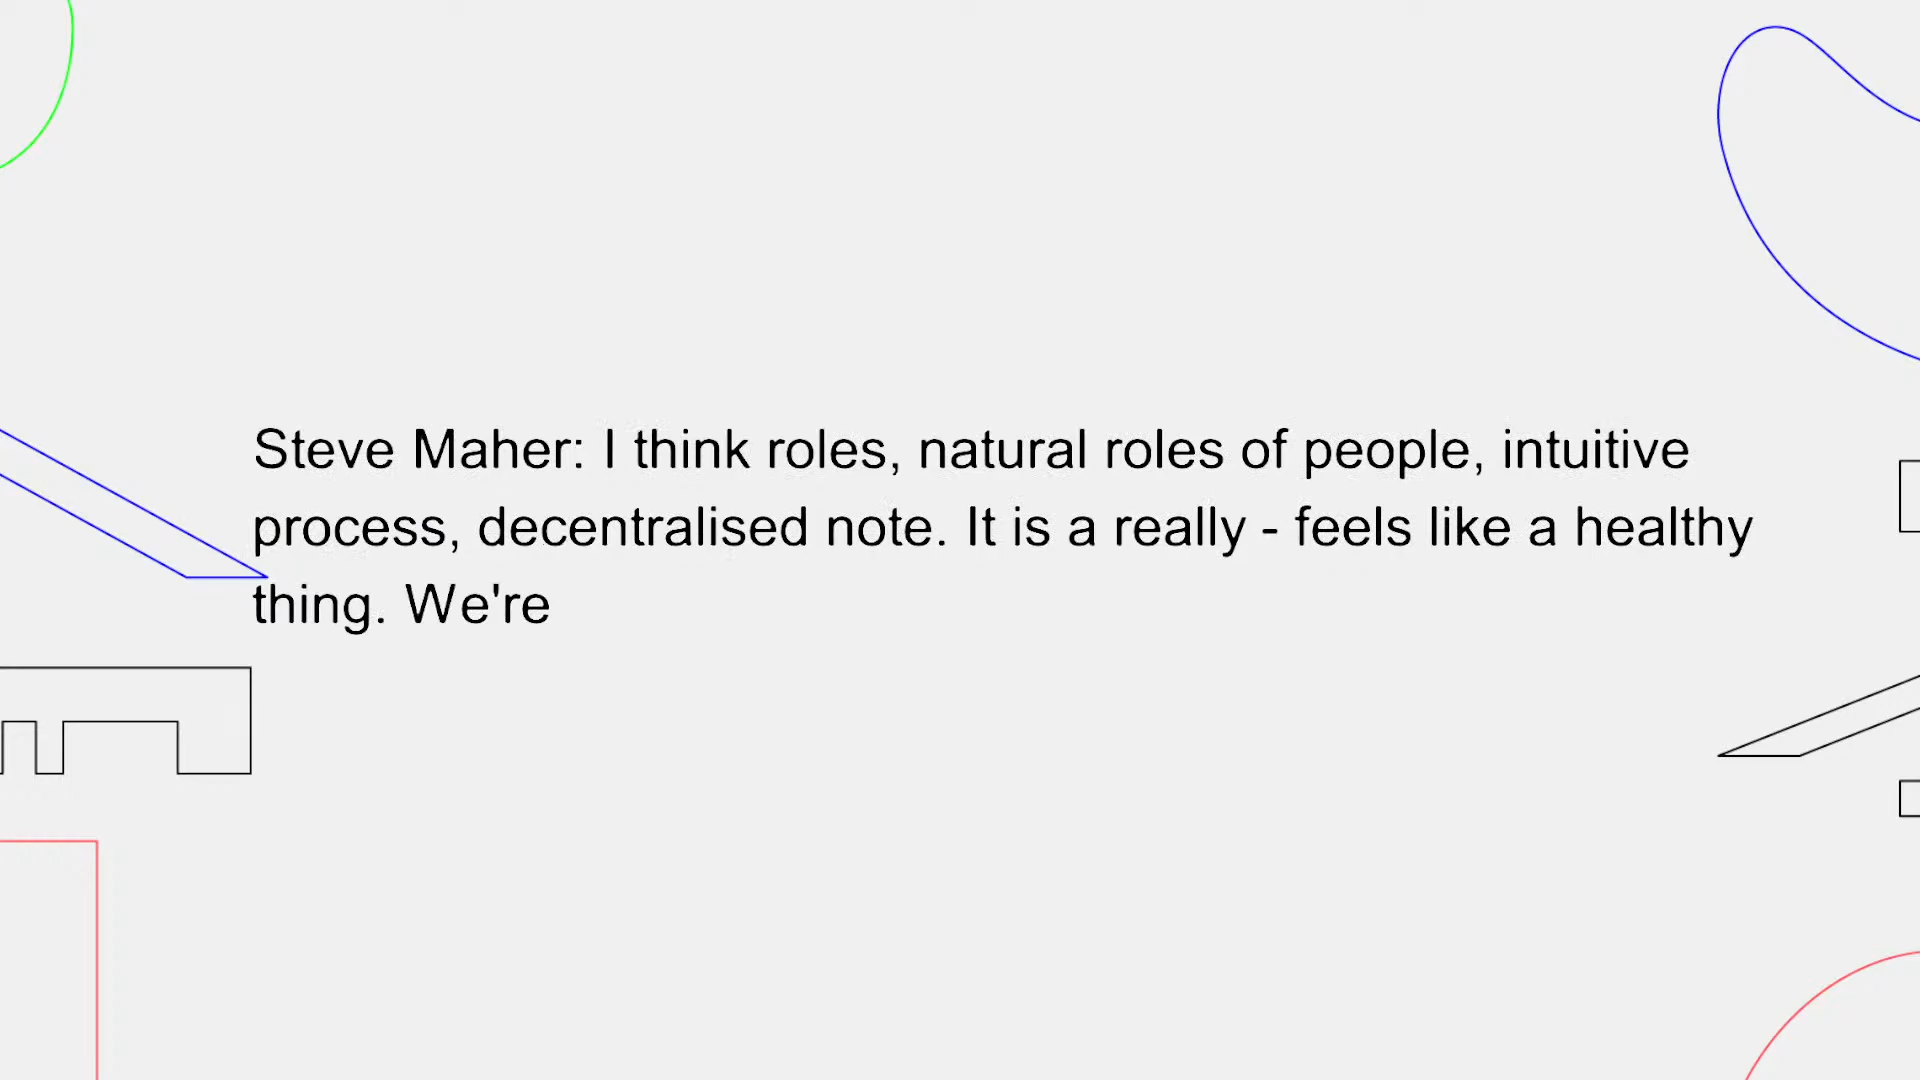 Steve Maher: I think roles, natural roles of people, intuitive
process, decentralised note. It is a really - feels like a healthy
thing. We're